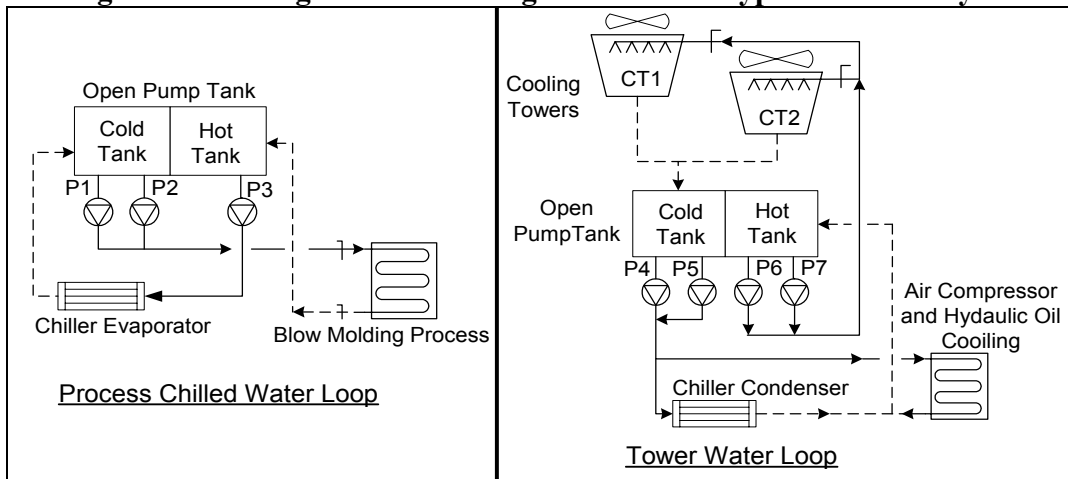 Open Pump Tank
Cold
Tank
Hot
Tank
P1
P2
P3
Chiller Evaporator
Blow Molding Process
Process Chilled Water Loop
CT1
Cooling
Towers
CT2
Open
PumpTank
Cold
Tank
Hot
Tank
P4
P5
P6
P7
Air Compressor
and Hydaulic Oil
Cooiling
Chiller Condenser
Tower Water Loop